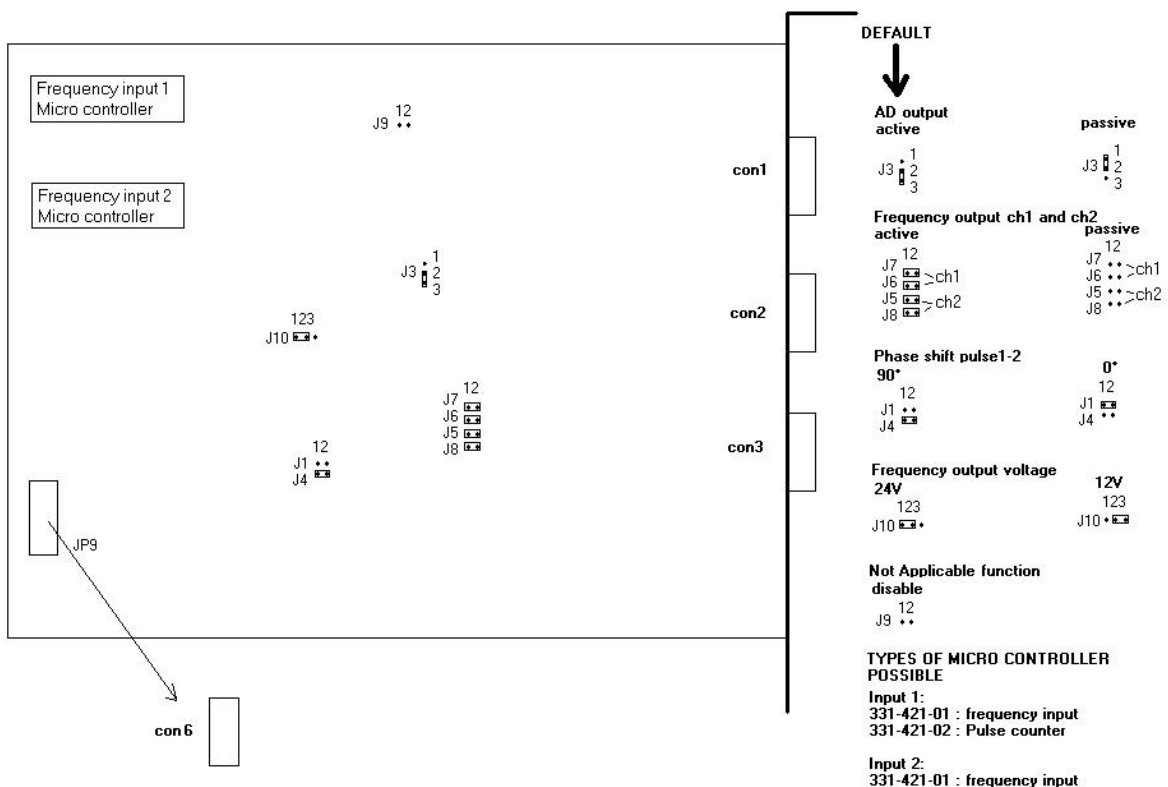 Frequency input 1
Micro controller
Frequency input 2
Micro controller
12
J9
1
J3 2
3
123
J10
12
J7
J6
J5
J8
12
J1
J4
JP9
con6
con1
con2
con3
DEFAULT
AD output
active
passive
1
J3 2
3
1
J3 2
3
Frequency output ch1 and ch2
active
passive
12
J7
J6 ch1
J5
J8 ch2
12
J7
J6 ch1
J5
J8 ch2
Phase shift pulse1-2
90°
0°
12
J1
J4
12
J1
J4
Frequency output voltage
24V
12V
123
J10
123
J10
Not Applicable function
disable
12
J9
TYPES OF MICRO CONTROLLER
POSSIBLE
Input 1:
331-421-01 : frequency input
331-421-02 : Pulse counter
Input 2:
331-421-01 : frequency input